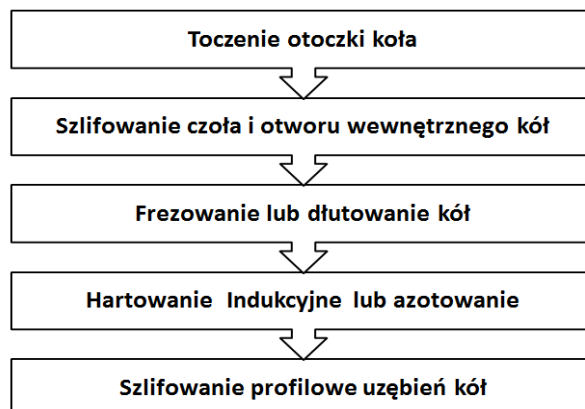 Toczenie otoczki koła
Szlifowanie czoła i otworu wewnętrznego kół
Frezowanie lub dłutowanie kół
Hartowanie Indukcyjne lub azotowanie
Szlifowanie profilowe uzębień kół